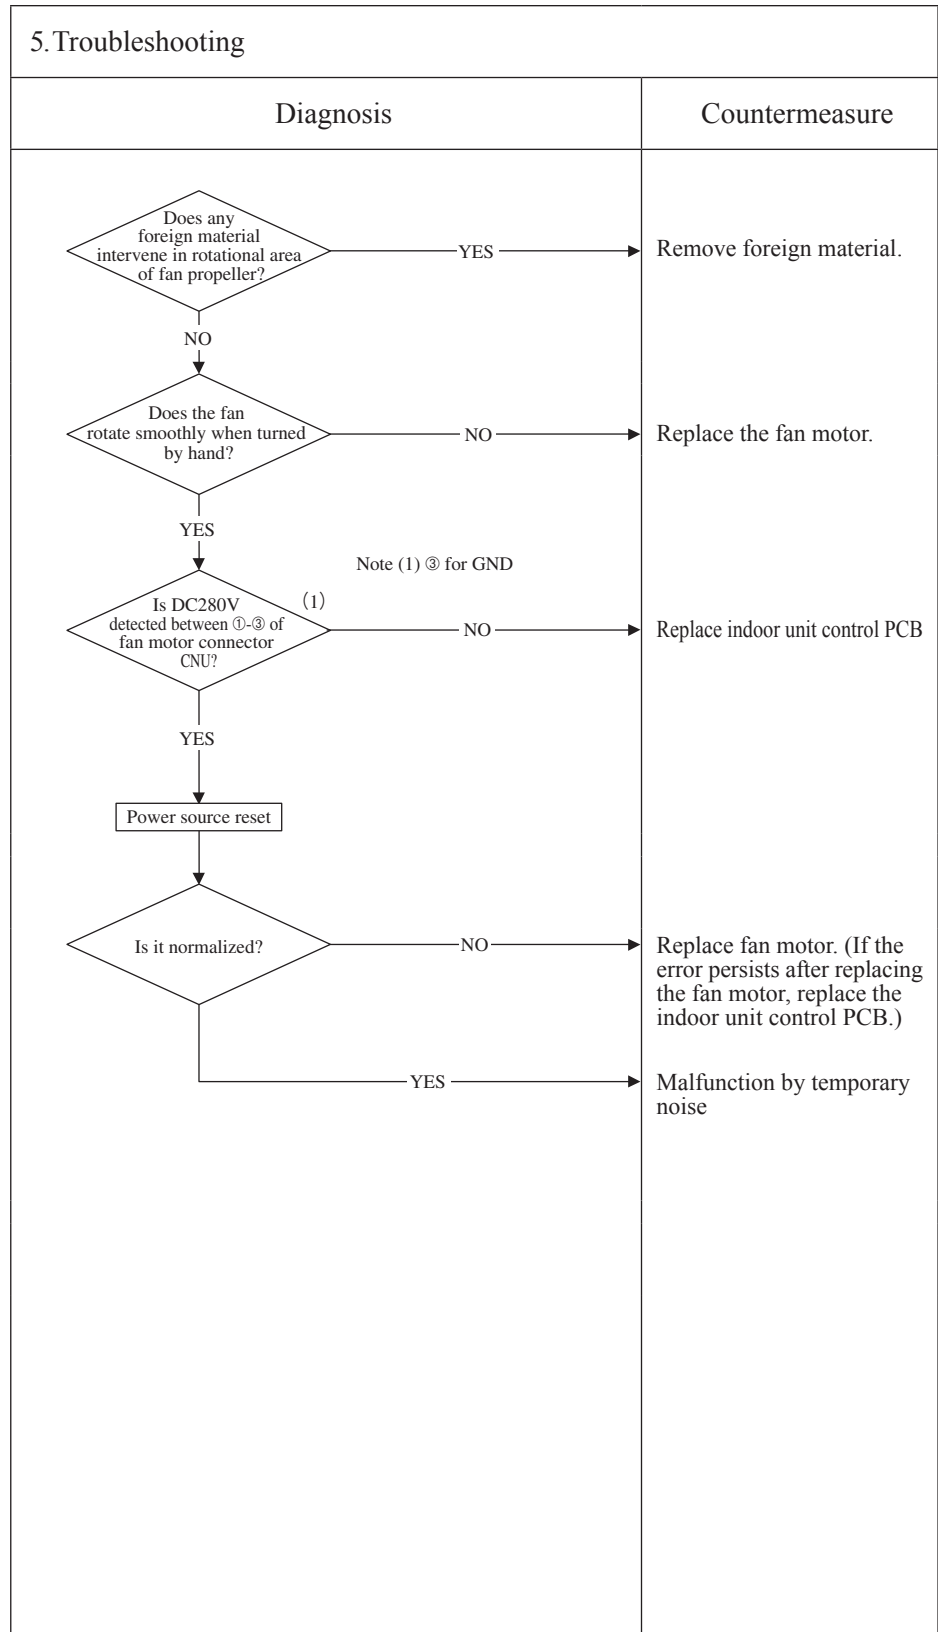 5.Troubleshooting
Diagnosis
Countermeasure
Does any
foreign material
intervene in rotational area
of fan propeller?
YES
Remove foreign material.
NO
Does the fan
rotate smoothly when turned
by hand?
NO
Replace the fan motor.
YES
Note (1) ③ for GND
Is DC280V
(1)
detected between ①-③ of
fan motor connector
CNU?
NO
Replace indoor unit control PCB
YES
Power source reset
Is it normalized?
NO
Replace fan motor. (If the
error persists after replacing
the fan motor, replace the
indoor unit control PCB.)
YES
Malfunction by temporary
noise